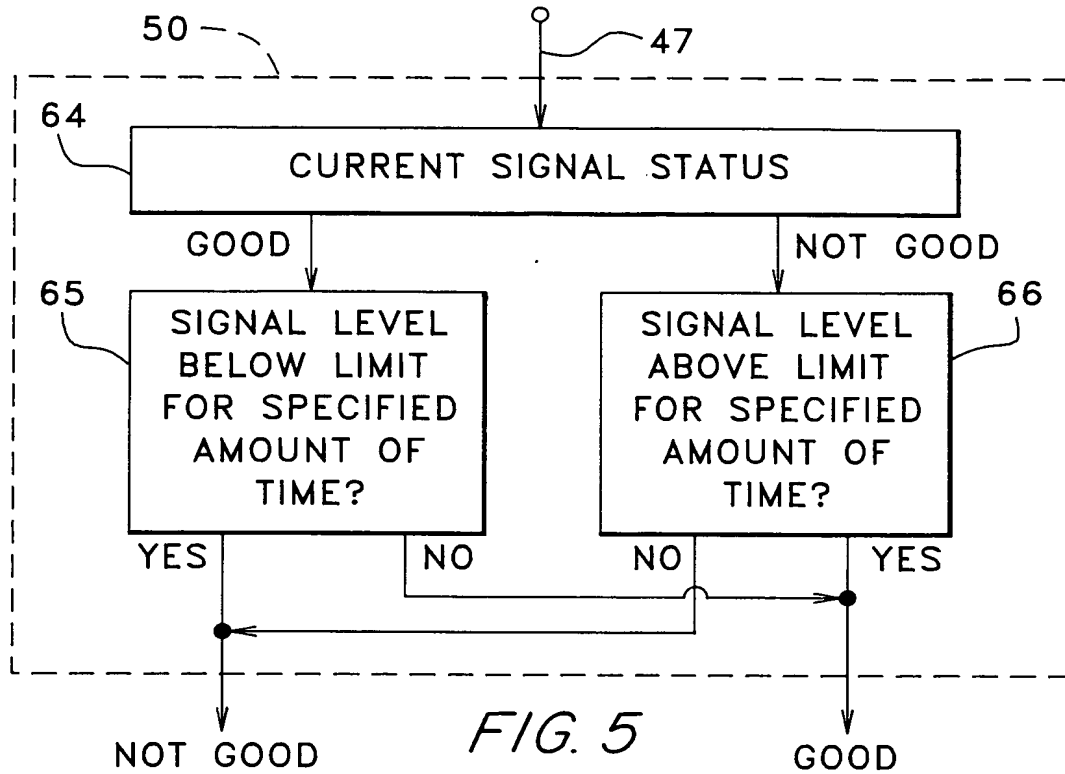 50
47
64
CURRENT SIGNAL STATUS
GOOD
NOT GOOD
65
66
SIGNAL LEVEL
BELOW LIMIT
FOR SPECIFIED
AMOUNT OF
TIME?
SIGNAL LEVEL
ABOVE LIMIT
FOR SPECIFIED
AMOUNT OF
TIME?
YES
NO
NO
YES
NOT GOOD
FIG. 5
GOOD